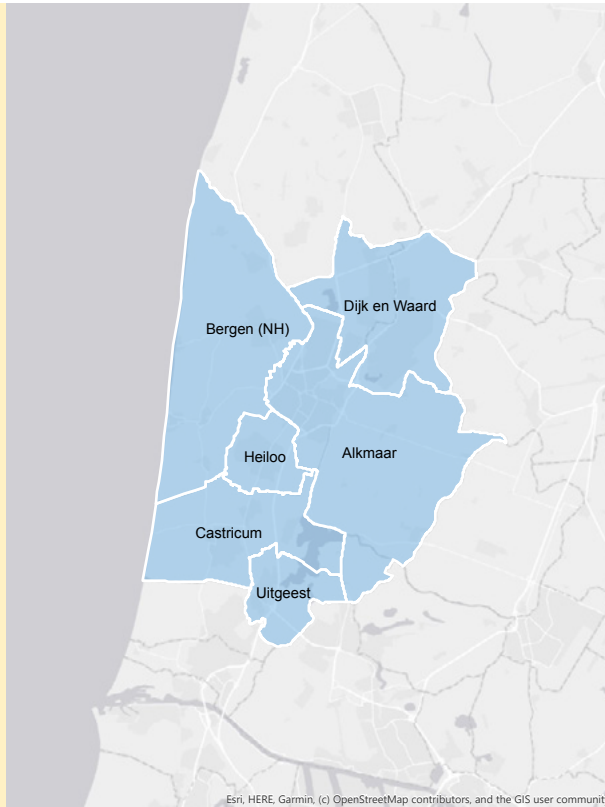 Dijk en Waard
Bergen (NH)
Alkmaar
Heiloo
Castricum
Uitgeest
Esri, HERE, Garmin, (c) OpenStreetMap contributors, and the GIS user communit